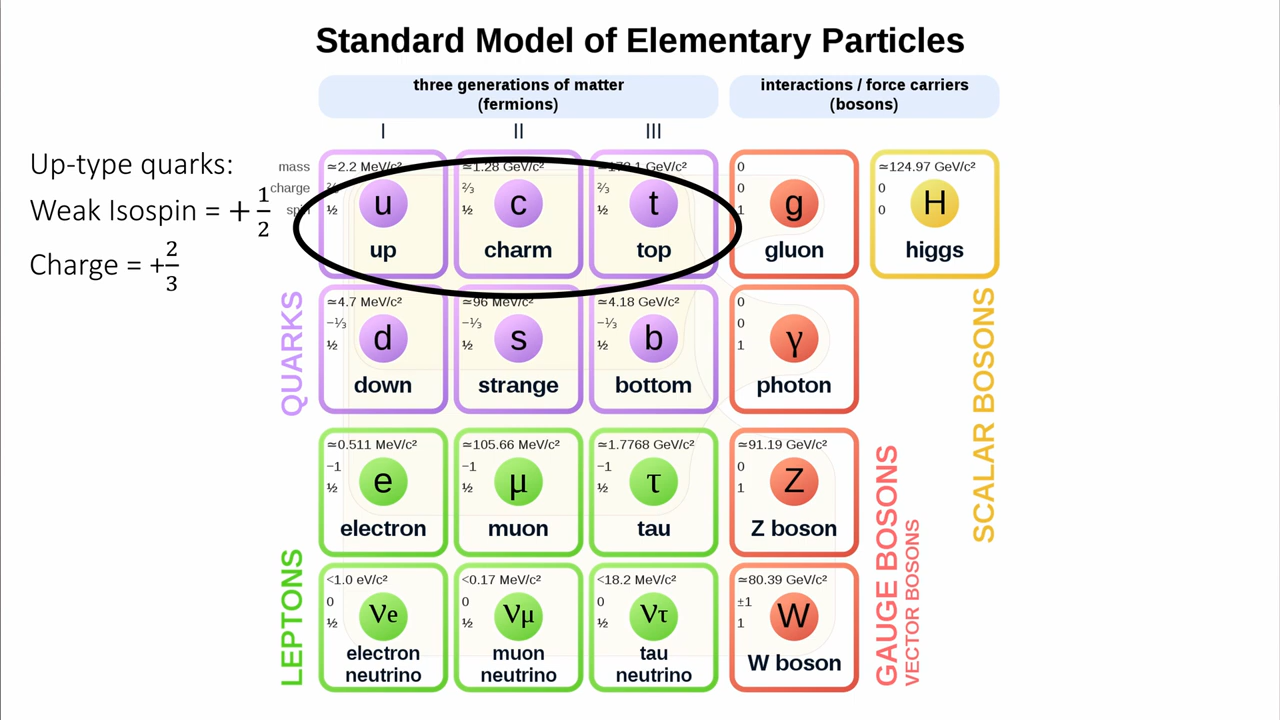 Standard Model of Elementary Particles
three generations of matter
(fermions)
interactions / force carriers
(bosons)
I II III
Up-type quarks:
Weak Isospin = +1/2
Charge = +2/3
mass
charge
spin
≃2.2 MeV/c²
½
u
up
≃1.28 GeV/c²
⅔
½
c
charm
≃173.1 GeV/c²
⅔
½
t
top
0
0
1
g
gluon
≃124.97 GeV/c²
0
0
H
higgs
QUARKS
≃4.7 MeV/c²
−⅓
½
d
down
≃96 MeV/c²
−⅓
½
s
strange
≃4.18 GeV/c²
−⅓
½
b
bottom
0
0
1
γ
photon
SCALAR BOSONS
LEPTONS
≃0.511 MeV/c²
−1
½
e
electron
≃105.66 MeV/c²
−1
½
μ
muon
≃1.7768 GeV/c²
−1
½
τ
tau
≃91.19 GeV/c²
0
1
Z
Z boson
GAUGE BOSONS
VECTOR BOSONS
<1.0 eV/c²
0
½
νe
electron
neutrino
<0.17 MeV/c²
0
½
νμ
muon
neutrino
<18.2 MeV/c²
0
½
ντ
tau
neutrino
≃80.39 GeV/c²
±1
1
W
W boson